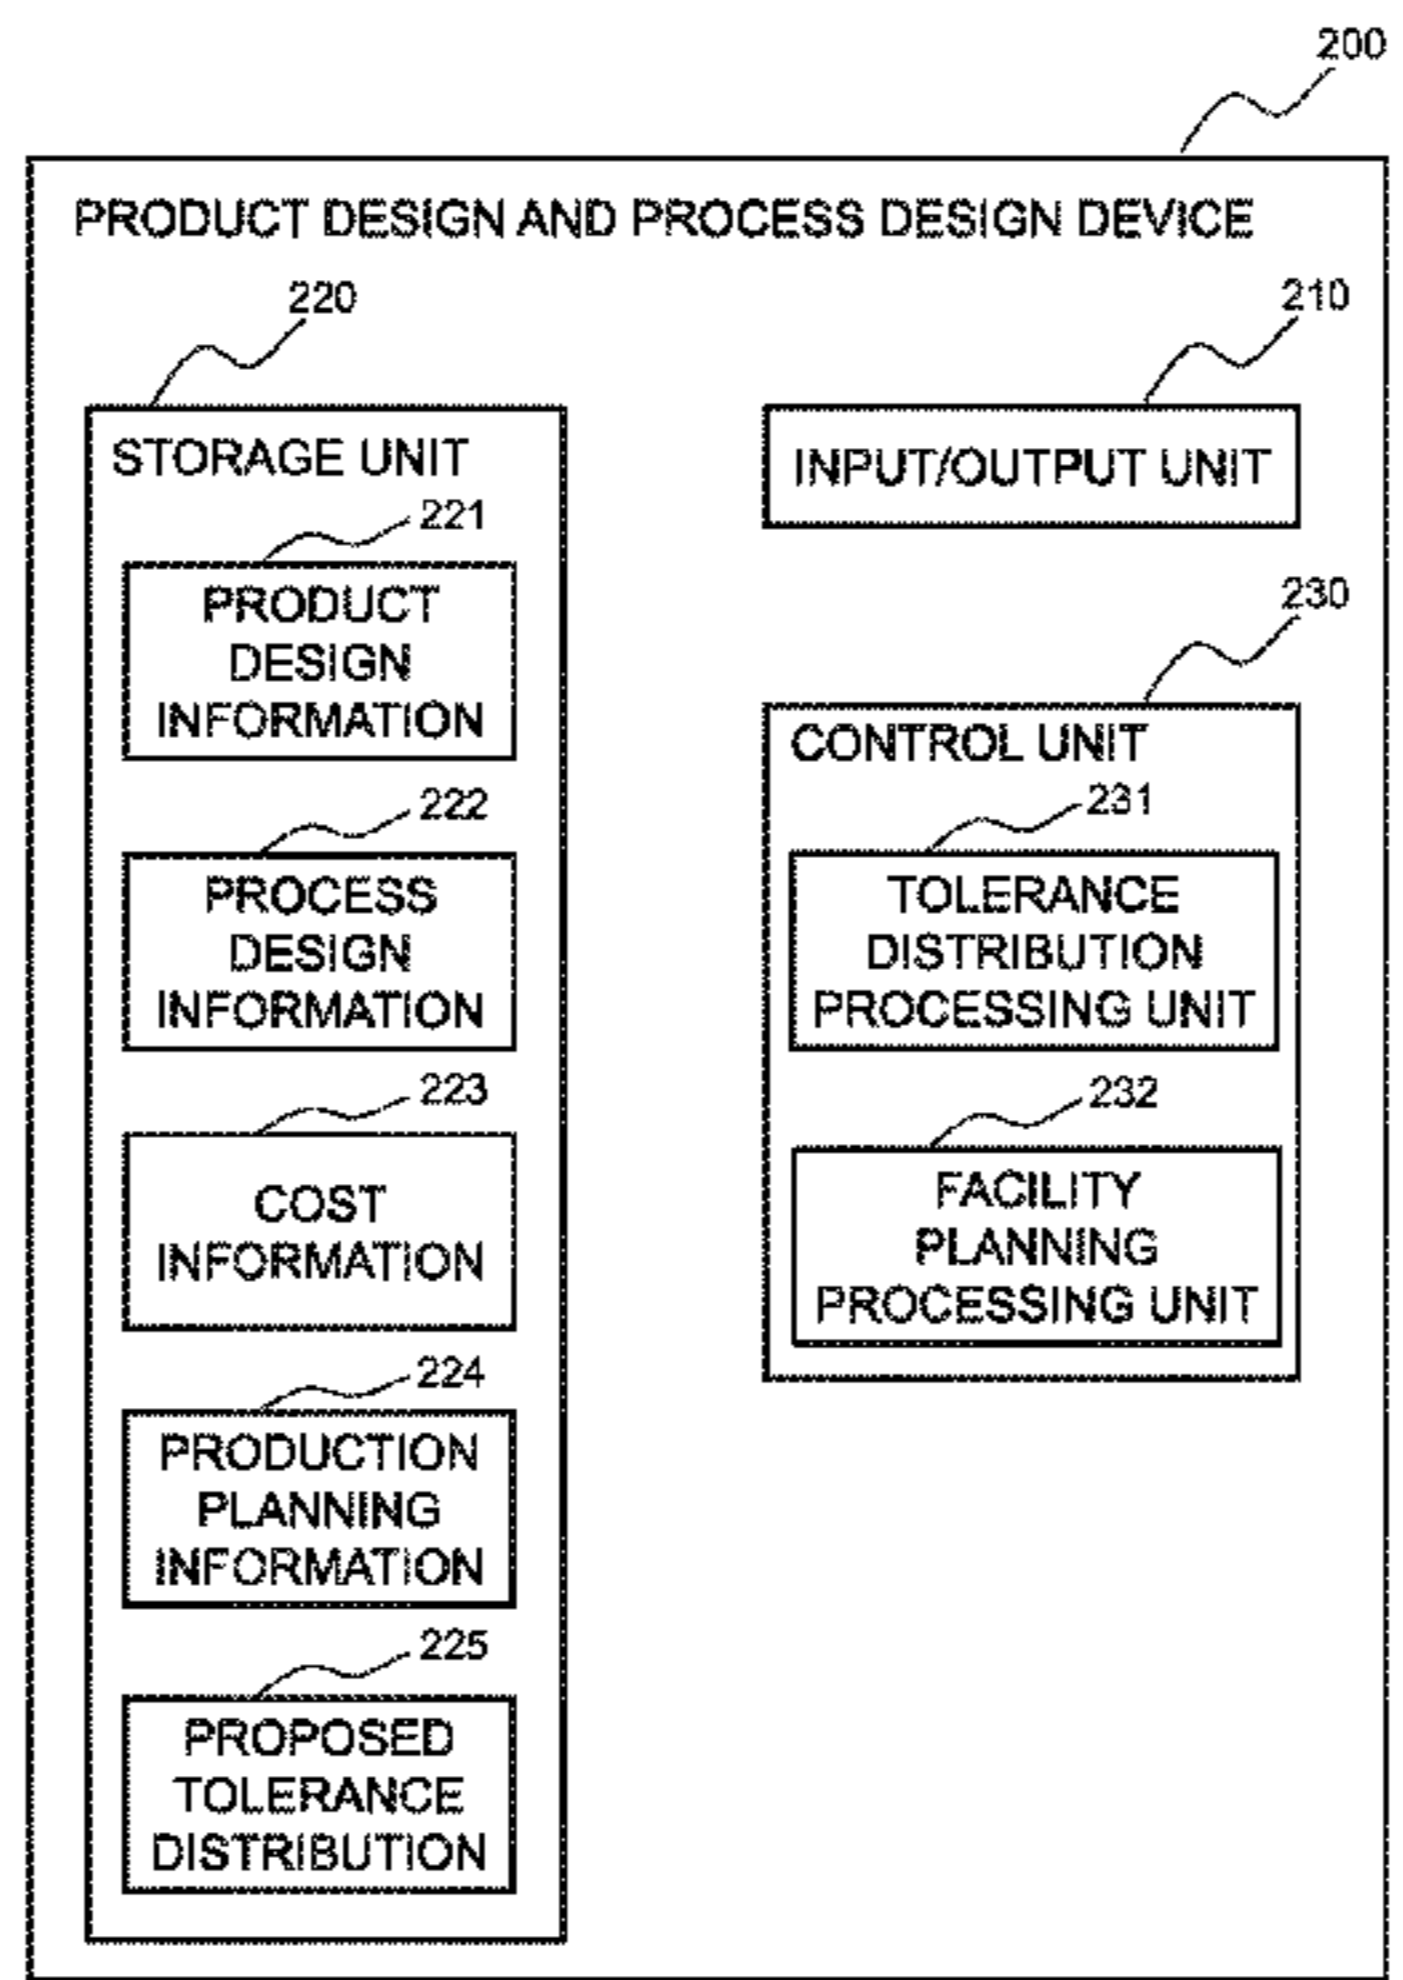 200
PRODUCT DESIGN AND PROCESS DESIGN DEVICE
220
STORAGE UNIT
221
PRODUCT
DESIGN
INFORMATION
222
PROCESS
DESIGN
INFORMATION
223
COST
INFORMATION
224
PRODUCTION
PLANNING
INFORMATION
225
PROPOSED
TOLERANCE
DISTRIBUTION
210
INPUT/OUTPUT UNIT
230
CONTROL UNIT
231
TOLERANCE
DISTRIBUTION
PROCESSING UNIT
232
FACILITY
PLANNING
PROCESSING UNIT